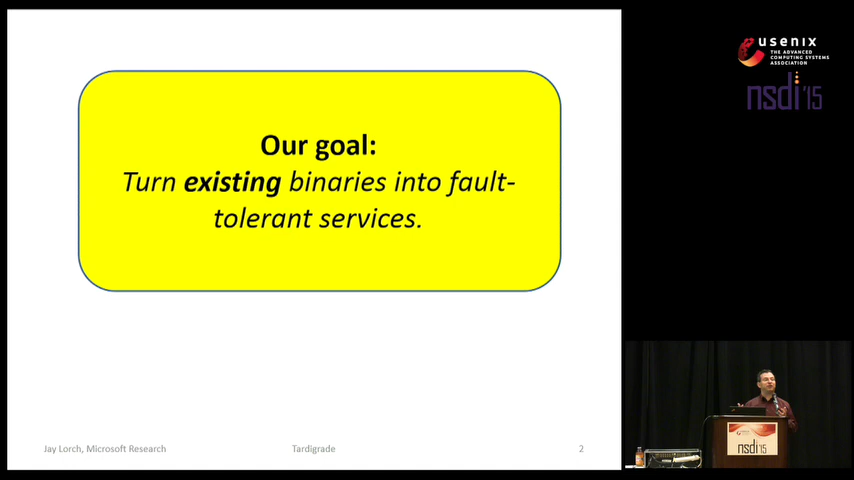 Our goal:
Turn existing binaries into fault-
tolerant services.
Jay Lorch, Microsoft Research
Tardigrade
2
usenix
THE ADVANCED
COMPUTING SYSTEMS
ASSOCIATION
nsdi '15
nsdi '15